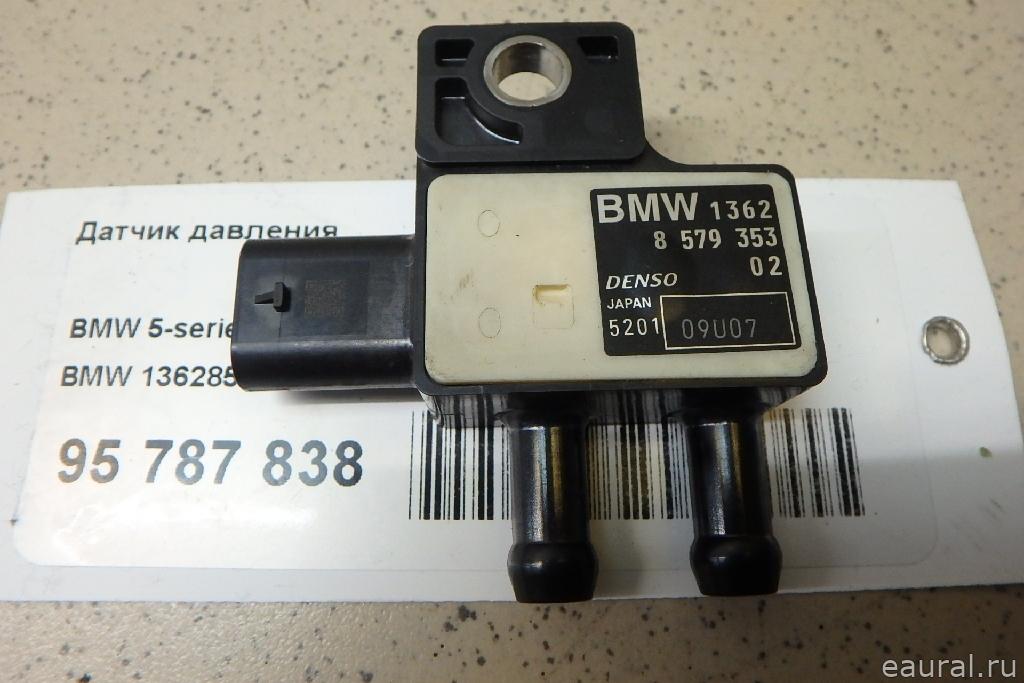 BMW 1362
8 579 353
02
DENSO
JAPAN
5201 09U07
Датчик давления
BMW 5-serie
BMW 136285
95 787 838
eaural.ru